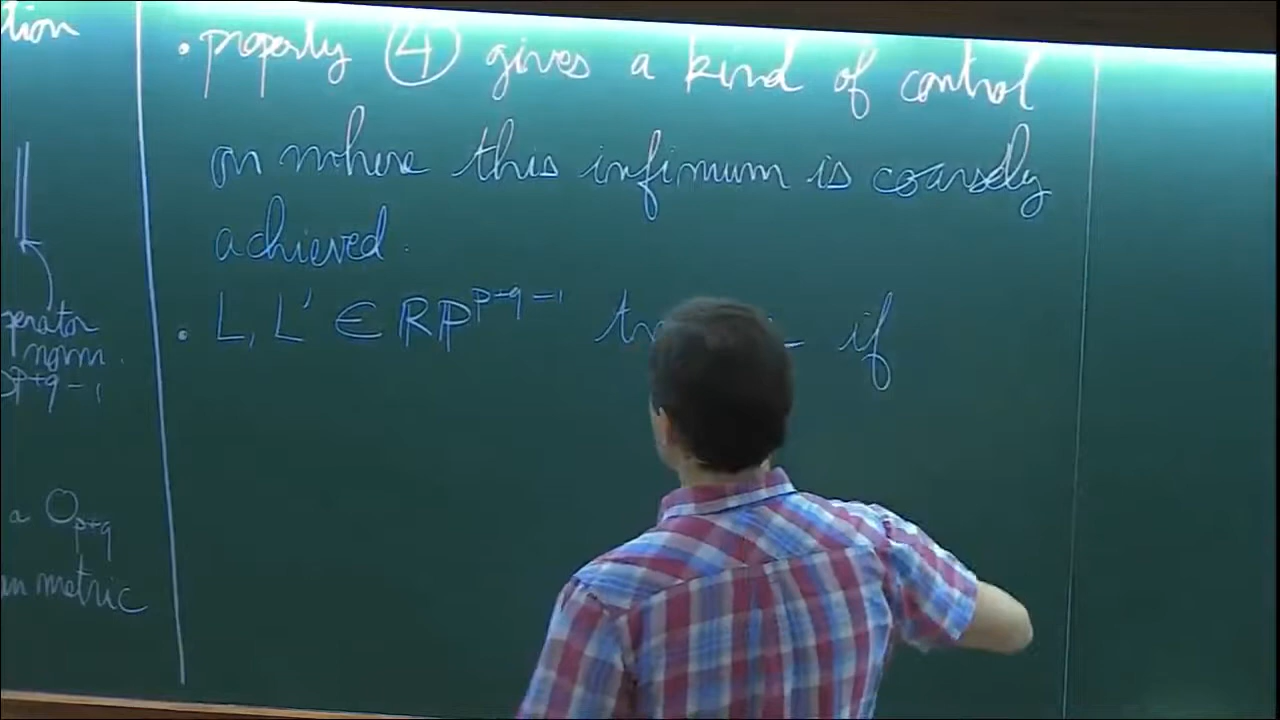 tion
perator
norm.
P^{p+q-1}
a O_{p+q}
an metric
• property ④ gives a kind of control
on where this infimum is coarsely
achieved.
• L, L' ∈ RP^{p+q-1} if